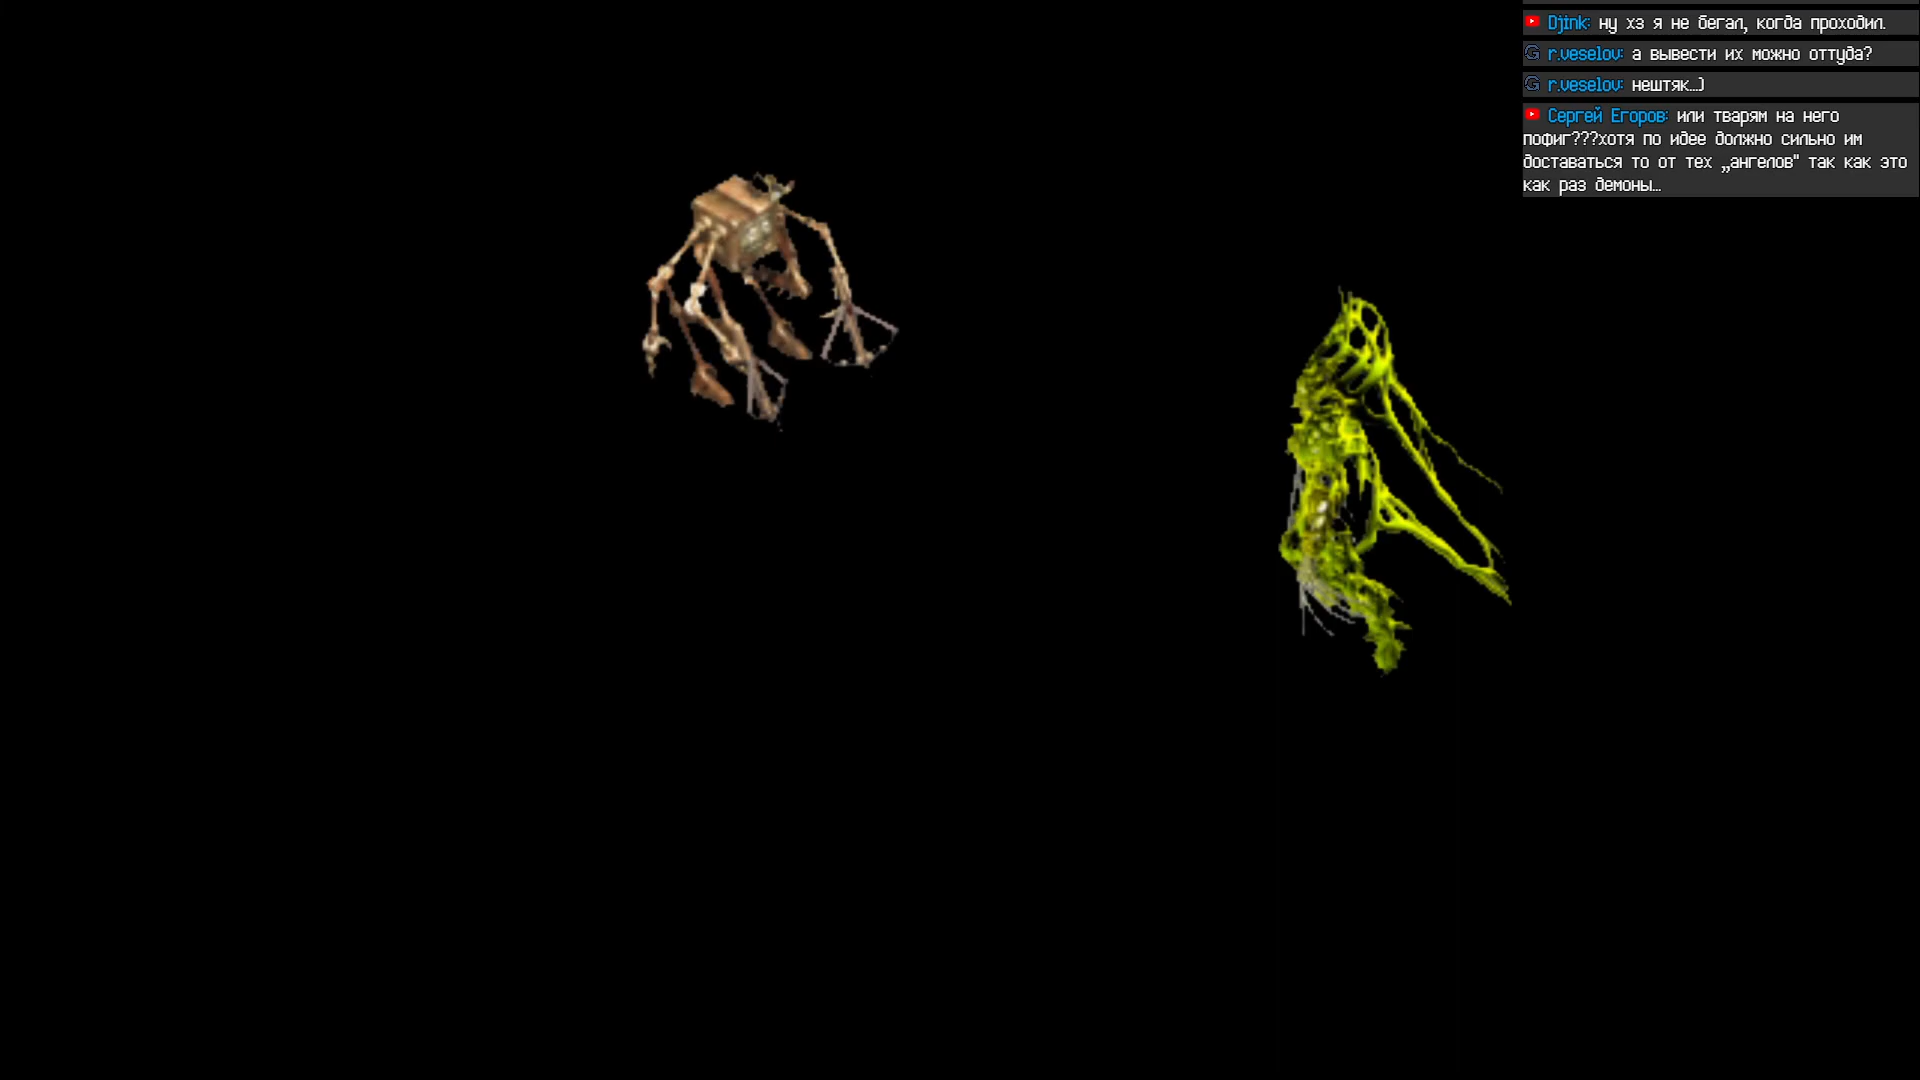 Djink: ну хз я не бегал, когда проходил.
r.veselov: а вывести их можно оттуда?
r.veselov: нештяк...)
Сергей Егоров: или тварям на него
пофиг???хотя по идее должно сильно им
доставаться то от тех „ангелов" так как это
как раз демоны...